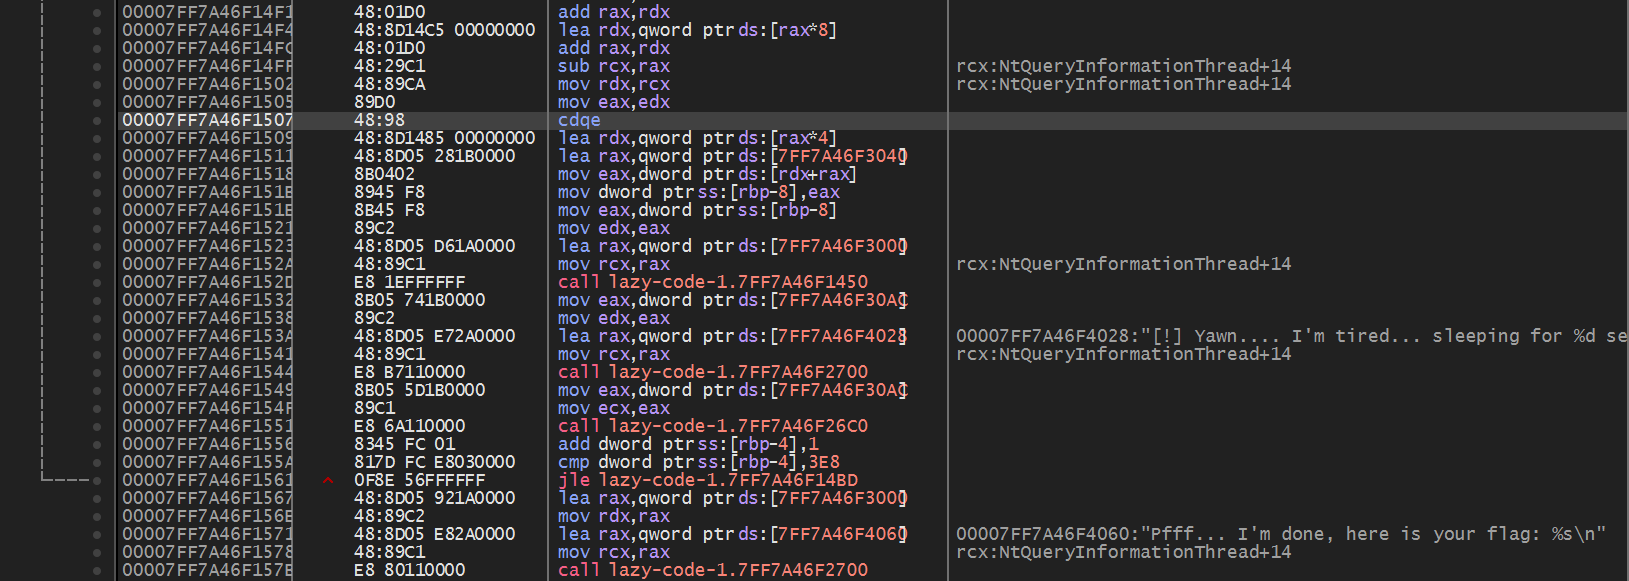 00007FF7A46F14F1 48:01D0 add rax,rdx
00007FF7A46F14F4 48:8D14C5 00000000 lea rdx,qword ptr ds:[rax*8]
00007FF7A46F14FC 48:01D0 add rax,rdx
00007FF7A46F14FF 48:29C1 sub rcx,rax rcx:NtQueryInformationThread+14
00007FF7A46F1502 48:89CA mov rdx,rcx rcx:NtQueryInformationThread+14
00007FF7A46F1505 89D0 mov eax,edx
00007FF7A46F1507 48:98 cdqe
00007FF7A46F1509 48:8D1485 00000000 lea rdx,qword ptr ds:[rax*4]
00007FF7A46F1511 48:8D05 281B0000 lea rax,qword ptr ds:[7FF7A46F3040]
00007FF7A46F1518 8B0402 mov eax,dword ptr ds:[rdx+rax]
00007FF7A46F151B 8945 F8 mov dword ptr ss:[rbp-8],eax
00007FF7A46F151E 8B45 F8 mov eax,dword ptr ss:[rbp-8]
00007FF7A46F1521 89C2 mov edx,eax
00007FF7A46F1523 48:8D05 D61A0000 lea rax,qword ptr ds:[7FF7A46F3000]
00007FF7A46F152A 48:89C1 mov rcx,rax rcx:NtQueryInformationThread+14
00007FF7A46F152D E8 1EFFFFFF call lazy-code-1.7FF7A46F1450
00007FF7A46F1532 8B05 741B0000 mov eax,dword ptr ds:[7FF7A46F30AC]
00007FF7A46F1538 89C2 mov edx,eax
00007FF7A46F153A 48:8D05 E72A0000 lea rax,qword ptr ds:[7FF7A46F4028] 00007FF7A46F4028:"[!] Yawn.... I'm tired... sleeping for %d se
00007FF7A46F1541 48:89C1 mov rcx,rax rcx:NtQueryInformationThread+14
00007FF7A46F1544 E8 B7110000 call lazy-code-1.7FF7A46F2700
00007FF7A46F1549 8B05 5D1B0000 mov eax,dword ptr ds:[7FF7A46F30AC]
00007FF7A46F154F 89C1 mov ecx,eax
00007FF7A46F1551 E8 6A110000 call lazy-code-1.7FF7A46F26C0
00007FF7A46F1556 8345 FC 01 add dword ptr ss:[rbp-4],1
00007FF7A46F155A 817D FC E8030000 cmp dword ptr ss:[rbp-4],3E8
00007FF7A46F1561 ^ 0F8E 56FFFFFF jle lazy-code-1.7FF7A46F14BD
00007FF7A46F1567 48:8D05 921A0000 lea rax,qword ptr ds:[7FF7A46F3000]
00007FF7A46F156E 48:89C2 mov rdx,rax
00007FF7A46F1571 48:8D05 E82A0000 lea rax,qword ptr ds:[7FF7A46F4060] 00007FF7A46F4060:"Pfff... I'm done, here is your flag: %s\n"
00007FF7A46F1578 48:89C1 mov rcx,rax rcx:NtQueryInformationThread+14
00007FF7A46F157B E8 80110000 call lazy-code-1.7FF7A46F2700